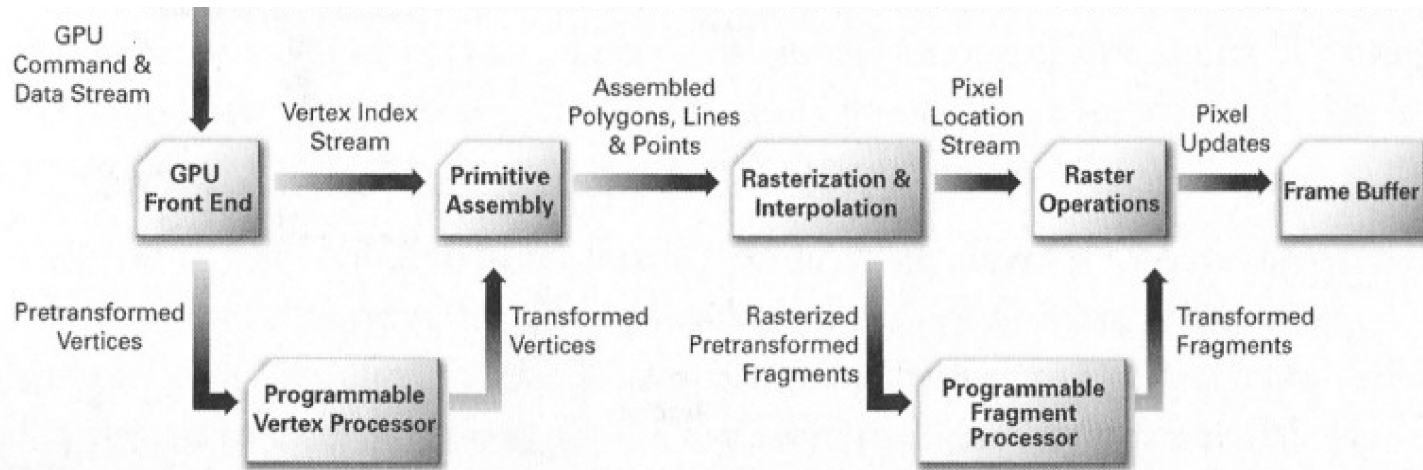 GPU
Command &
Data Stream
Vertex Index
Stream
Assembled
Polygons, Lines
& Points
Pixel
Location
Stream
Pixel
Updates
GPU
Front End
Primitive
Assembly
Rasterization &
Interpolation
Raster
Operations
Frame Buffer
Pretransformed
Vertices
Transformed
Vertices
Rasterized
Pretransformed
Fragments
Transformed
Fragments
Programmable
Vertex Processor
Programmable
Fragment
Processor